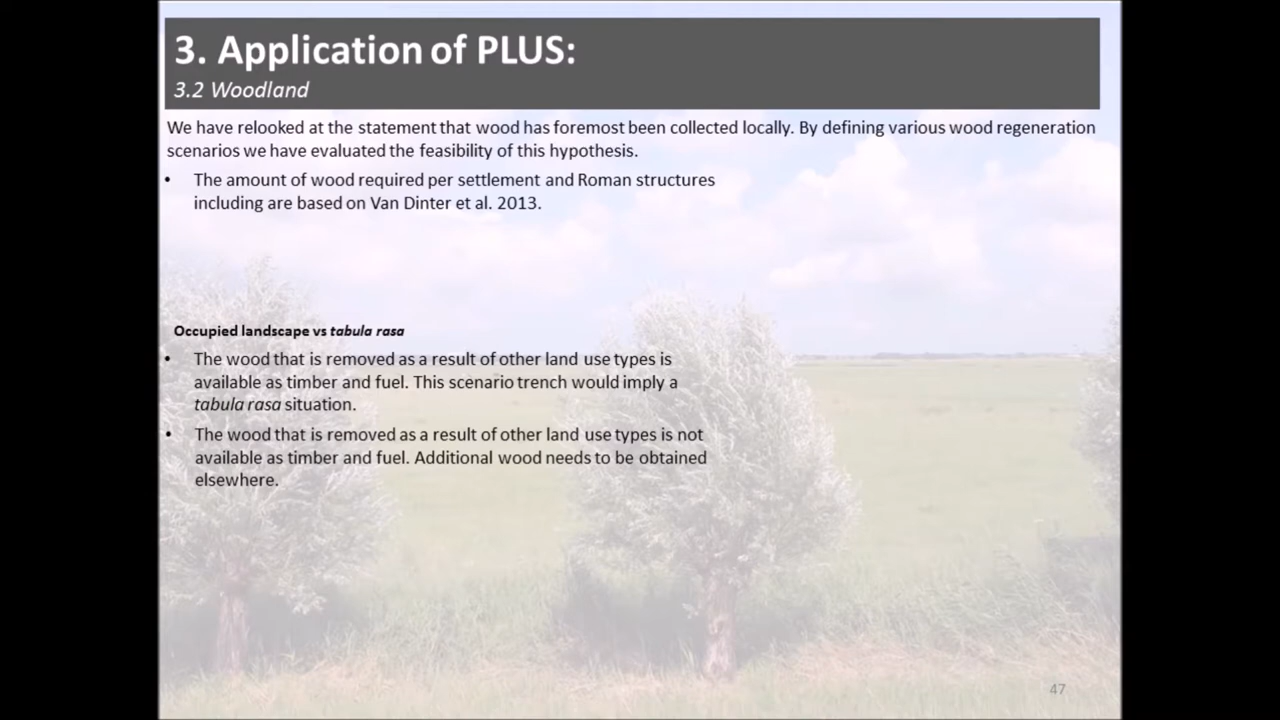 3. Application of PLUS:
3.2 Woodland
We have relooked at the statement that wood has foremost been collected locally. By defining various wood regeneration
scenarios we have evaluated the feasibility of this hypothesis.
• The amount of wood required per settlement and Roman structures
including are based on Van Dinter et al. 2013.
Occupied landscape vs tabula rasa
• The wood that is removed as a result of other land use types is
available as timber and fuel. This scenario trench would imply a
tabula rasa situation.
• The wood that is removed as a result of other land use types is not
available as timber and fuel. Additional wood needs to be obtained
elsewhere.
47